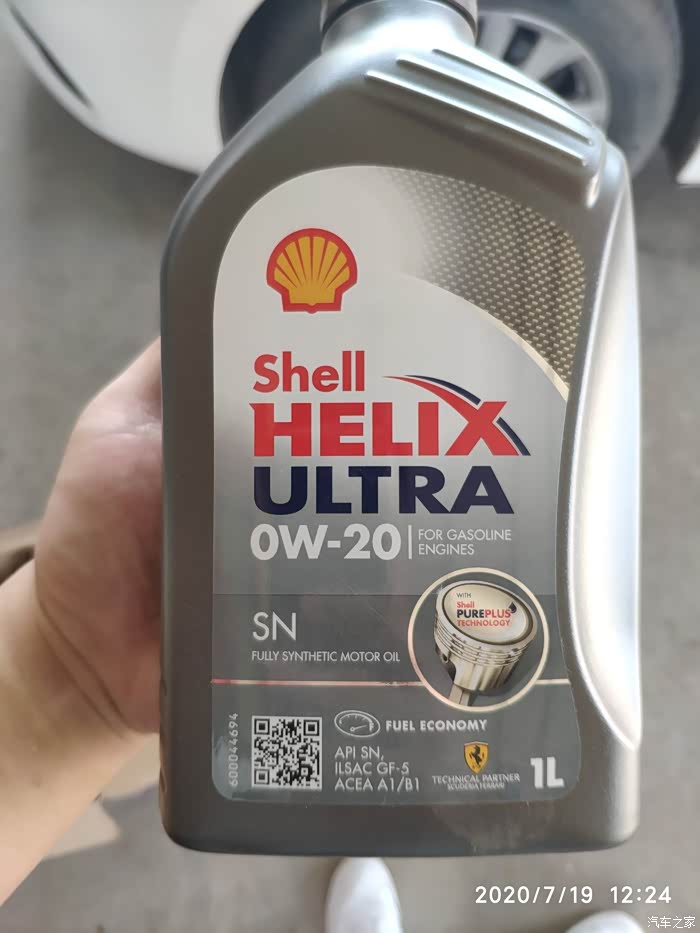 Shell
HELIX
ULTRA
0W-20
FOR GASOLINE
ENGINES
SN
FULLY SYNTHETIC MOTOR OIL
WITH
Shell
PUREPLUS
TECHNOLOGY
600044694
FUEL ECONOMY
API SN,
ILSAC GF-5
ACEA A1/B1
TECHNICAL PARTNER
SCUDERIA FERRARI
1L
2020/7/19 12:24
汽车之家